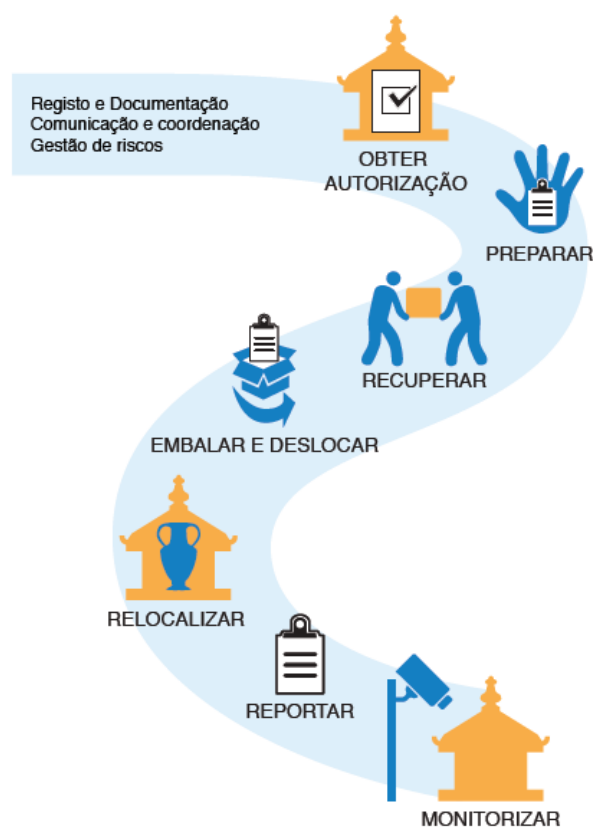 Registo e Documentação
Comunicação e coordenação
Gestão de riscos
OBTER
AUTORIZAÇÃO
PREPARAR
RECUPERAR
EMBALAR E DESLOCAR
RELOCALIZAR
REPORTAR
MONITORIZAR